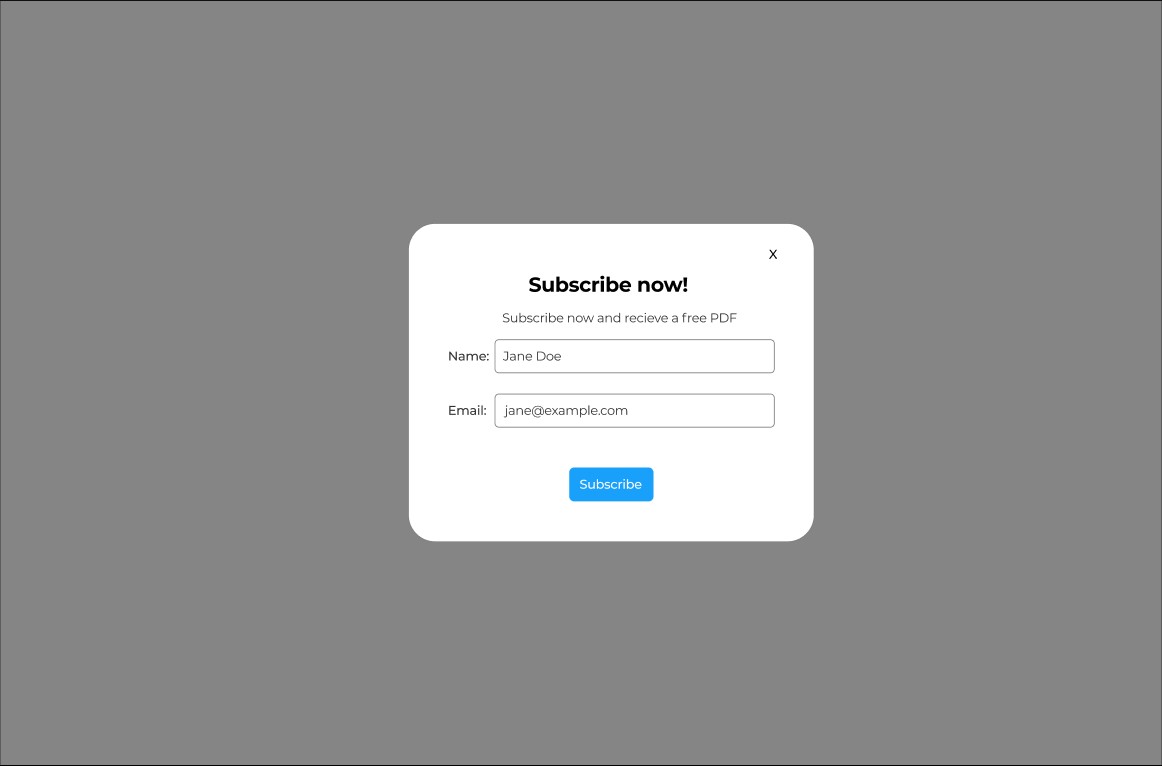 X
Subscribe now!
Subscribe now and recieve a free PDF
Name: Jane Doe
Email: jane@example.com
Subscribe